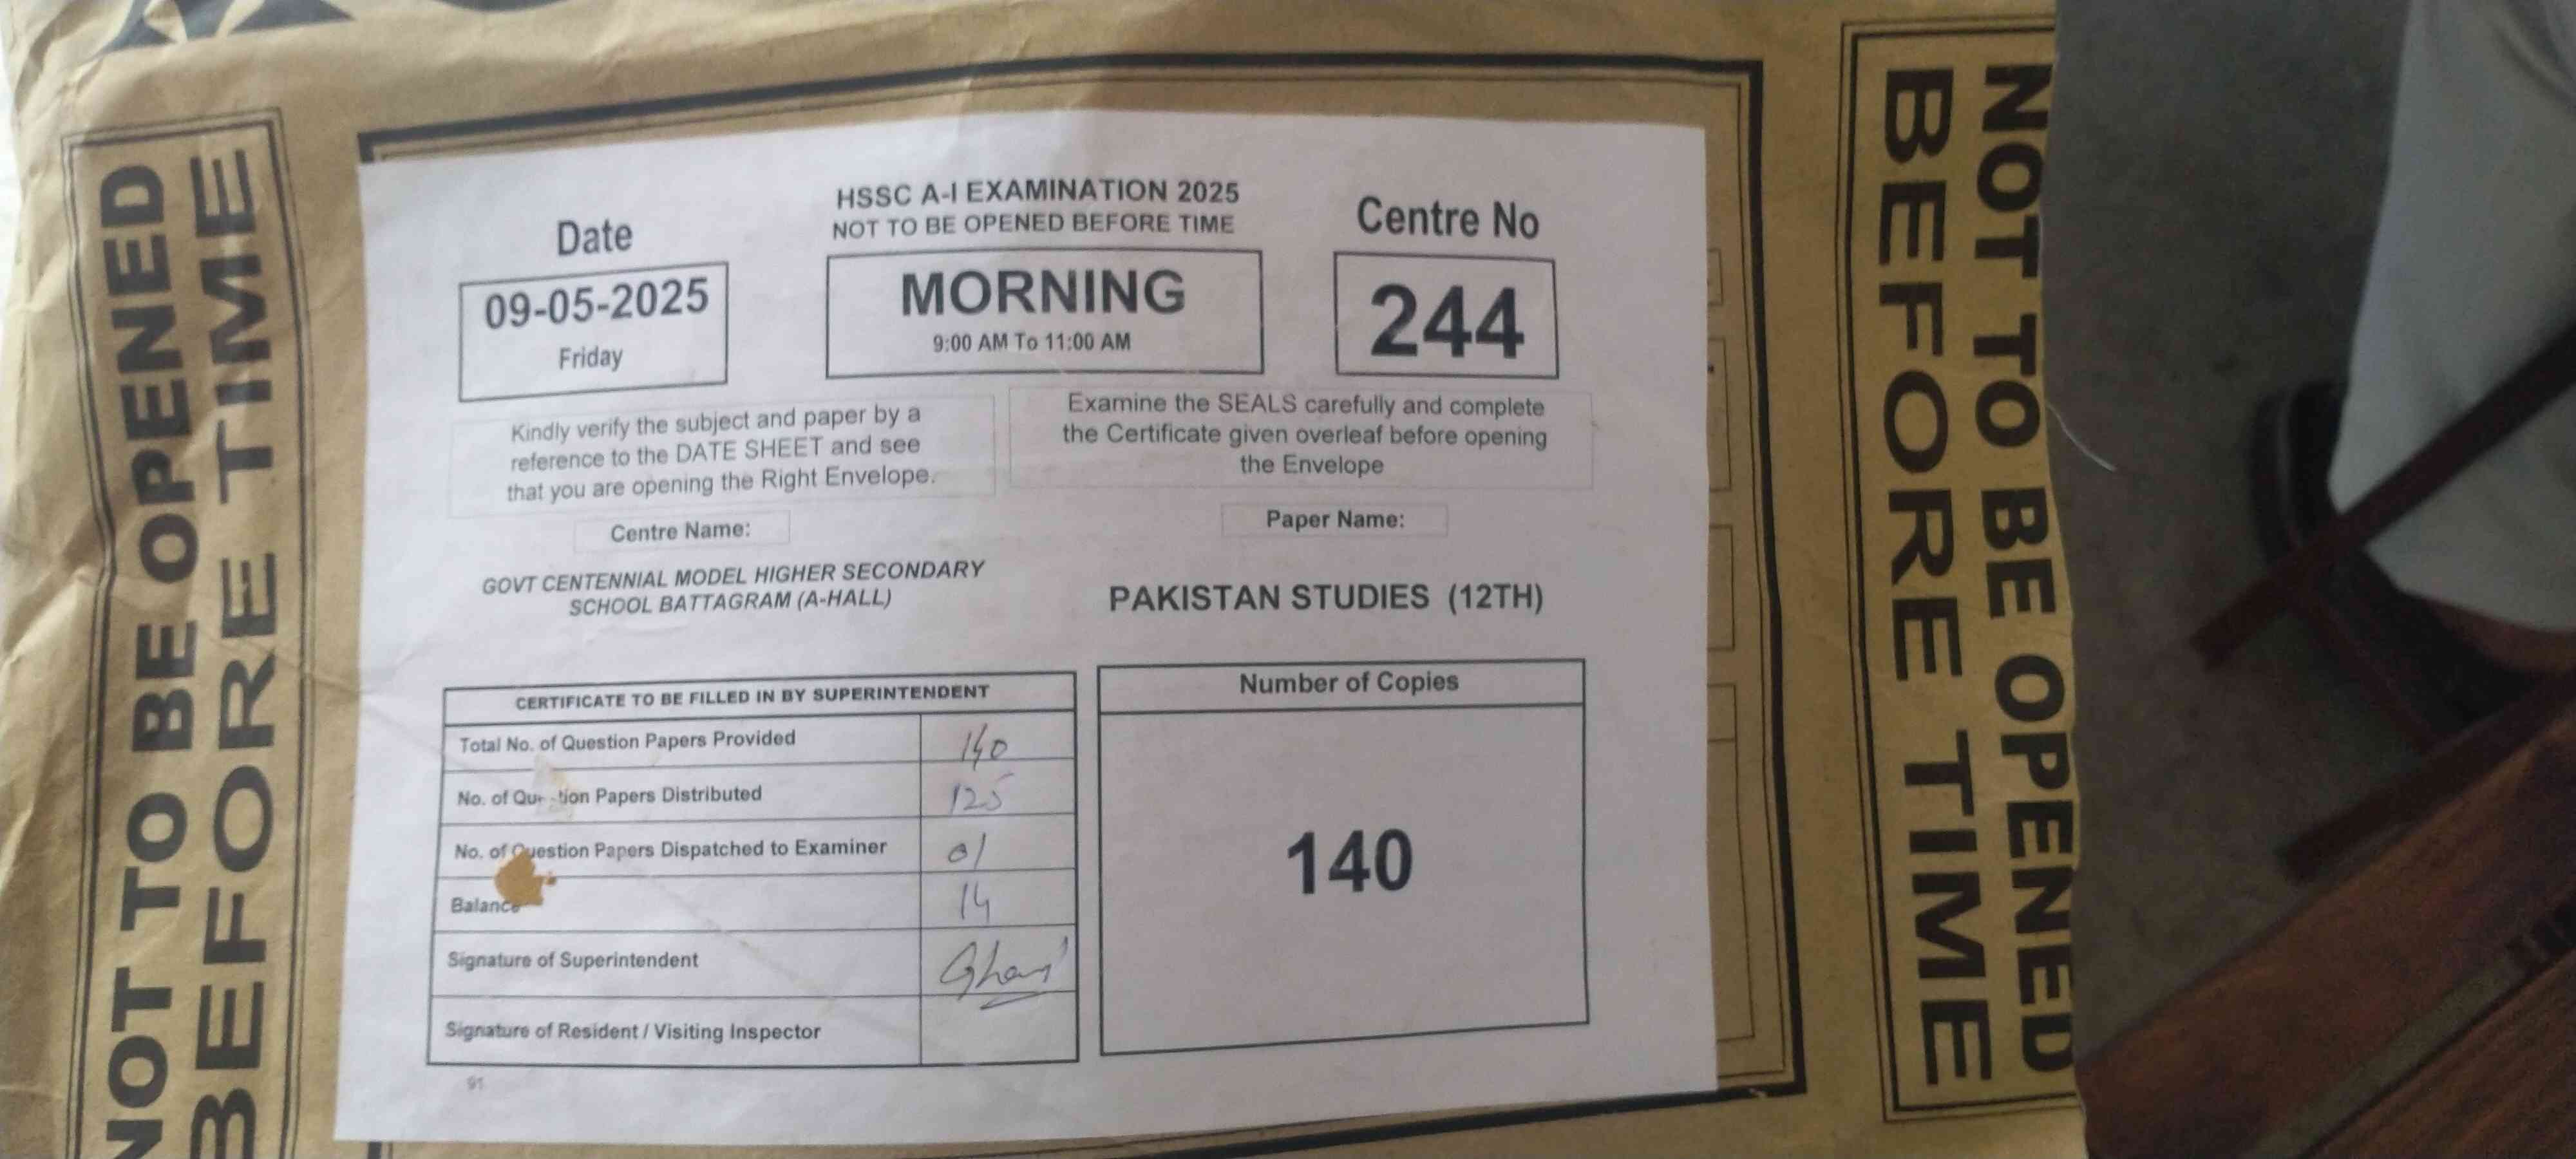 HSSC A-I EXAMINATION 2025
NOT TO BE OPENED BEFORE TIME
Date
09-05-2025
Friday
MORNING
9:00 AM To 11:00 AM
Centre No
244
Kindly verify the subject and paper by a
reference to the DATE SHEET and see
that you are opening the Right Envelope.
Examine the SEALS carefully and complete
the Certificate given overleaf before opening
the Envelope
Centre Name:
GOVT CENTENNIAL MODEL HIGHER SECONDARY
SCHOOL BATTAGRAM (A-HALL)
Paper Name:
PAKISTAN STUDIES (12TH)
CERTIFICATE TO BE FILLED IN BY SUPERINTENDENT
Total No. of Question Papers Provided 140
No. of Question Papers Distributed 125
No. of Question Papers Dispatched to Examiner 01
Balance 14
Signature of Superintendent Ghani
Signature of Resident / Visiting Inspector
Number of Copies
140
91
NOT TO BE OPENED
BEFORE TIME
NOT TO BE OPENED
BEFORE TIME